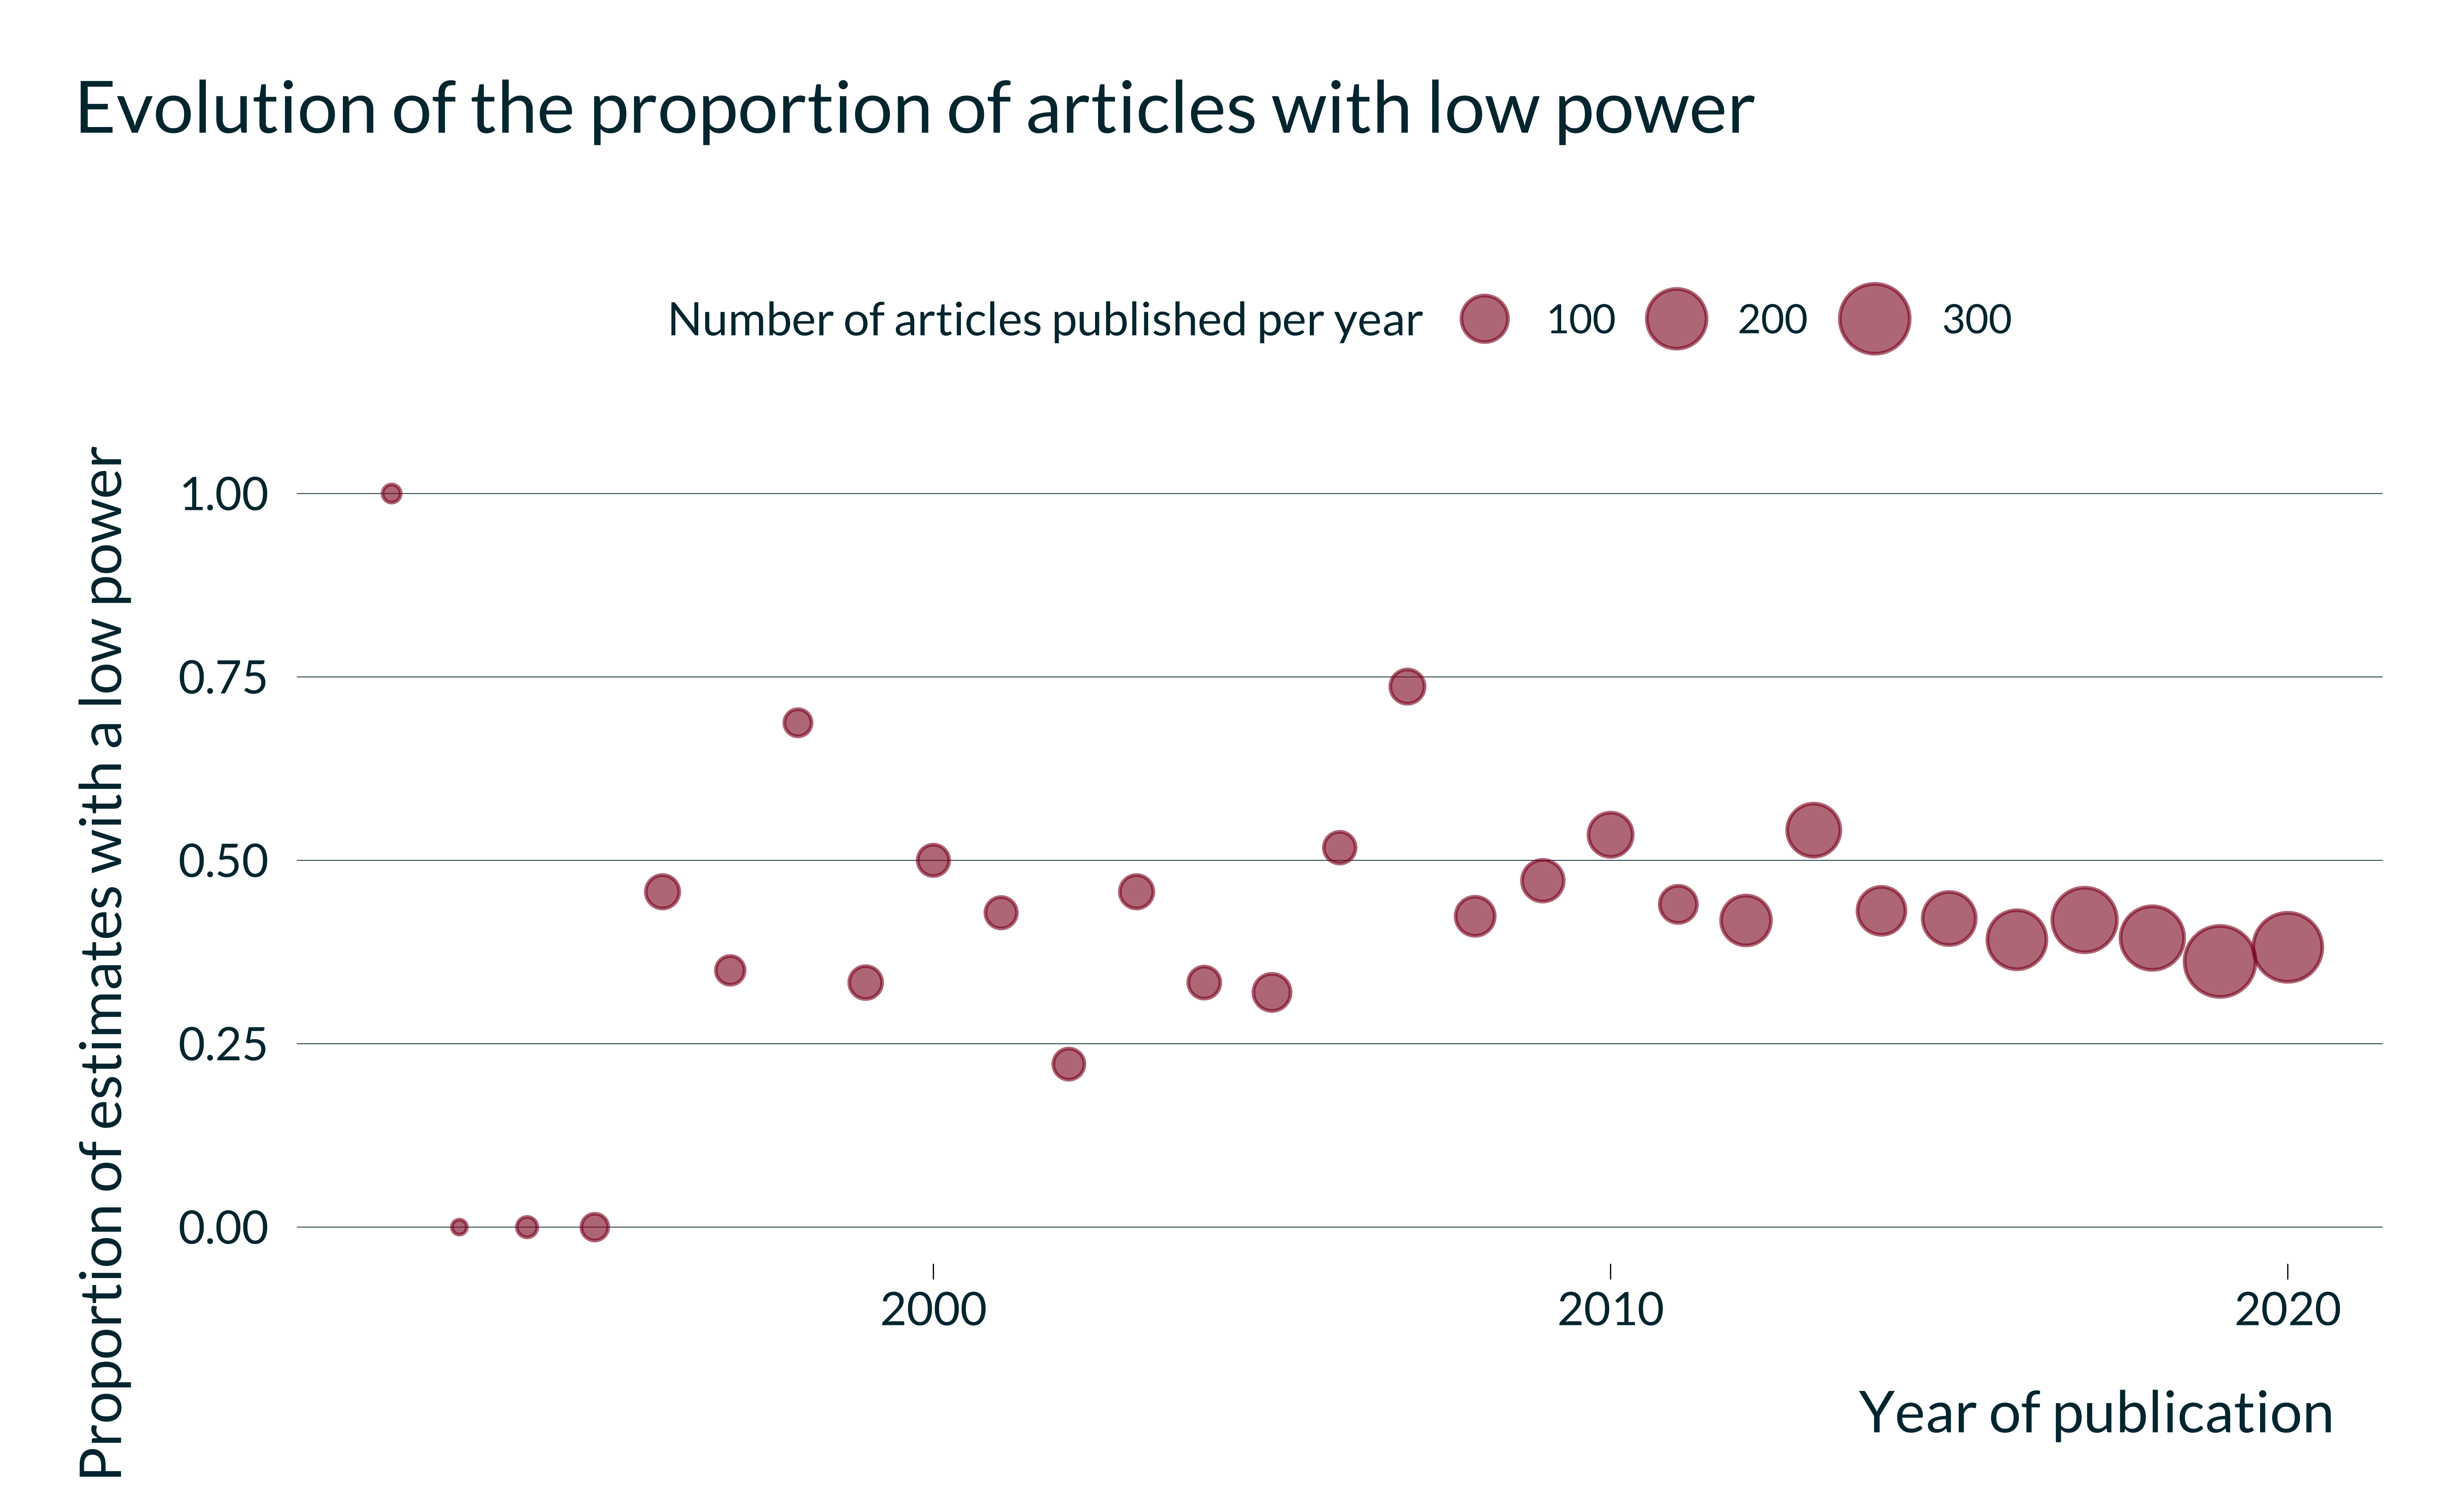 Evolution of the proportion of articles with low power
Number of articles published per year 100 200 300
Proportion of estimates with a low power
1.00
0.75
0.50
0.25
0.00
2000 2010 2020
Year of publication